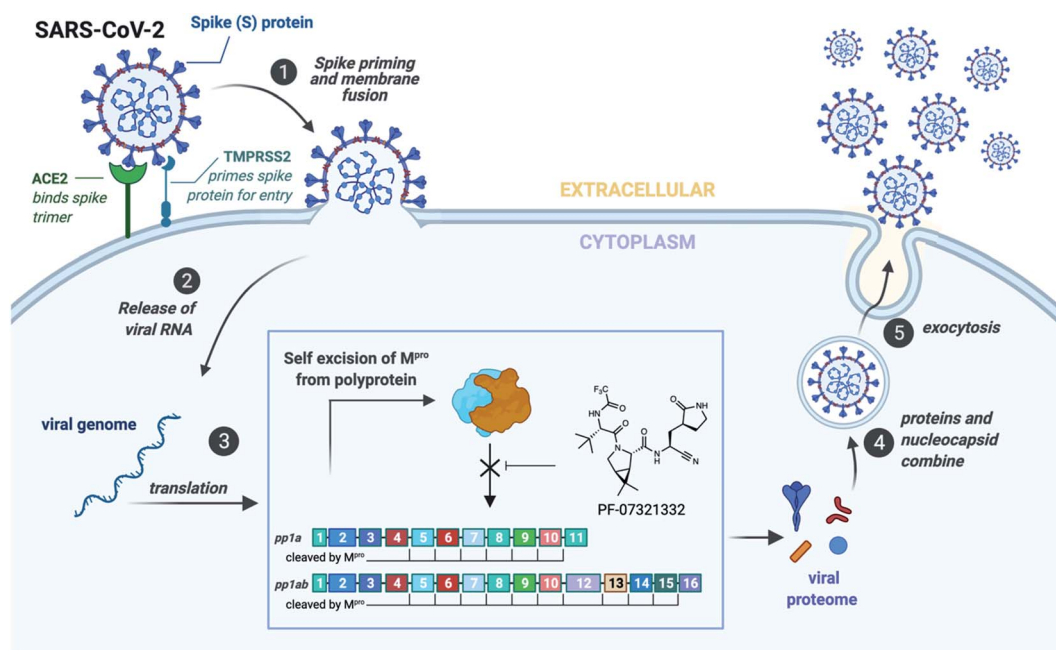 SARS-CoV-2
Spike (S) protein
1
Spike priming
and membrane
fusion
ACE2
binds spike
trimer
TMPRSS2
primes spike
protein for entry
EXTRACELLULAR
CYTOPLASM
2
Release of
viral RNA
viral genome
3
translation
Self excision of Mpro
from polyprotein
F3C
O
HN
O
N
O
N
H
N
O
NH
PF-07321332
pp1a 1 2 3 4 5 6 7 8 9 10 11
cleaved by Mpro
pp1ab 1 2 3 4 5 6 7 8 9 10 12 13 14 15 16
cleaved by Mpro
viral
proteome
4
proteins and
nucleocapsid
combine
5
exocytosis